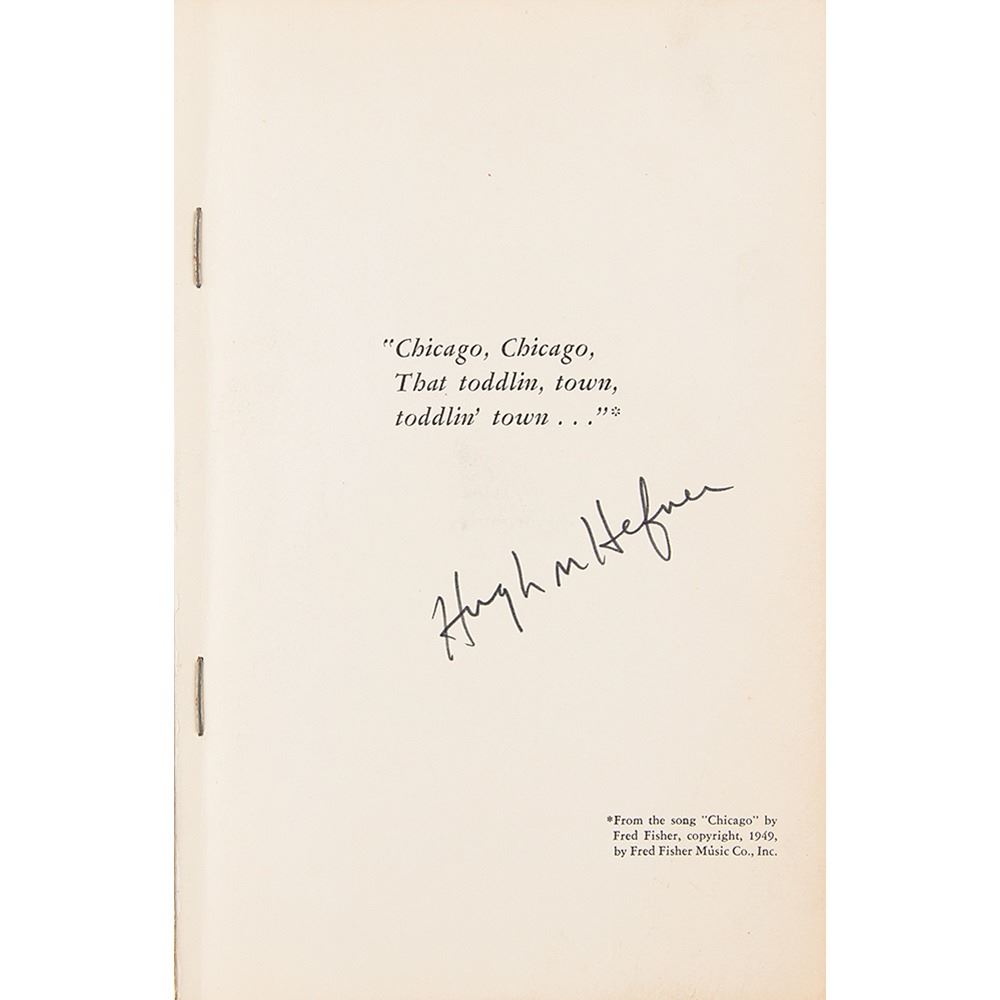 "Chicago, Chicago,
That toddlin, town,
toddlin' town . . ."*
Hugh M Hefner
*From the song "Chicago" by
Fred Fisher, copyright, 1949,
by Fred Fisher Music Co., Inc.